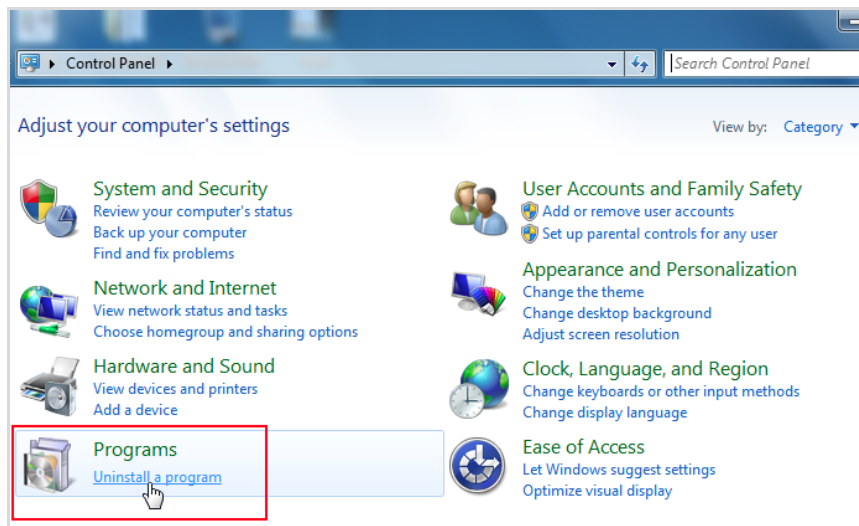 Control Panel
Search Control Panel
Adjust your computer's settings
View by: Category
System and Security
Review your computer's status
Back up your computer
Find and fix problems
Network and Internet
View network status and tasks
Choose homegroup and sharing options
Hardware and Sound
View devices and printers
Add a device
Programs
Uninstall a program
User Accounts and Family Safety
Add or remove user accounts
Set up parental controls for any user
Appearance and Personalization
Change the theme
Change desktop background
Adjust screen resolution
Clock, Language, and Region
Change keyboards or other input methods
Change display language
Ease of Access
Let Windows suggest settings
Optimize visual display